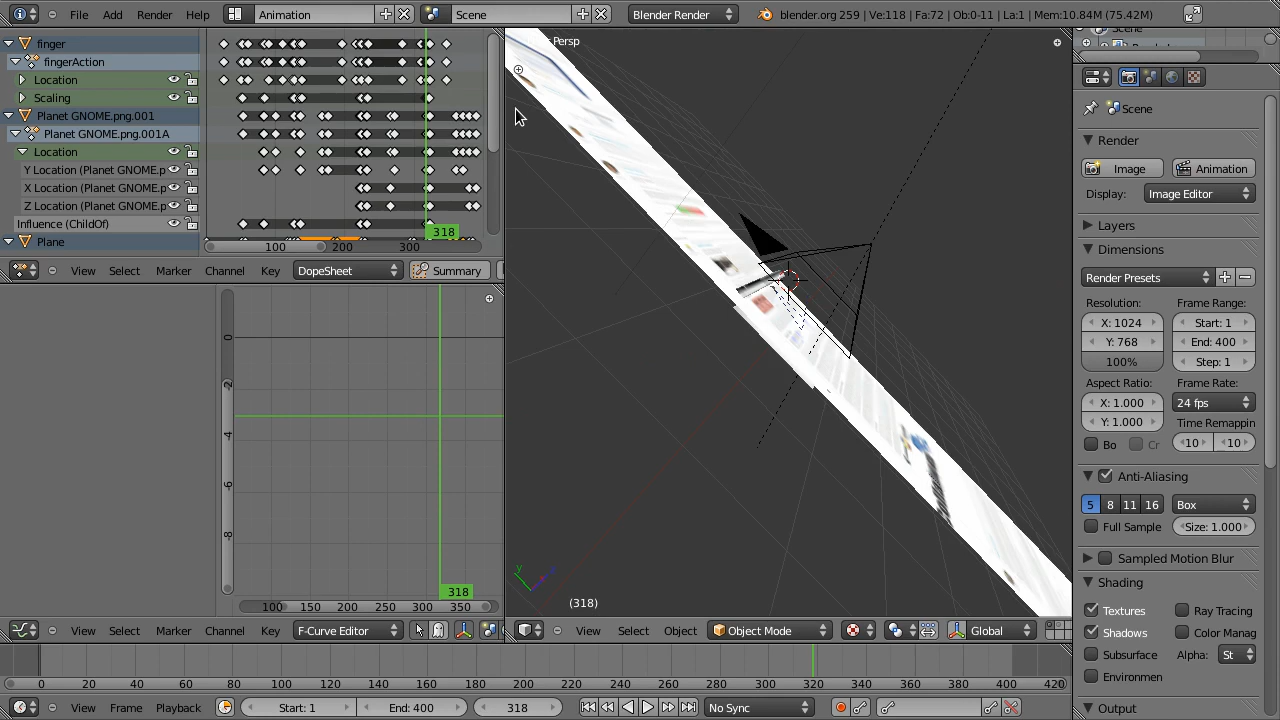 File Add Render Help Animation Scene Blender Render blender.org 259 | Ve:118 | Fa:72 | Ob:0-11 | La:1 | Mem:10.84M (75.42M)
finger
fingerAction
Location
Scaling
Planet GNOME.png.001
Planet GNOME.png.001A
Location
Y Location (Planet GNOME.p
X Location (Planet GNOME.p
Z Location (Planet GNOME.p
Influence (ChildOf)
Plane
318
100 200 300
View Select Marker Channel Key DopeSheet Summary
0
-2
-4
-6
-8
318
100 150 200 250 300 350
View Select Marker Channel Key F-Curve Editor
Persp
y
(318)
View Select Object Object Mode Global
Scene
Scene
Render
Image Animation
Display: Image Editor
Layers
Dimensions
Render Presets
Resolution: Frame Range:
X: 1024 Start: 1
Y: 768 End: 400
100% Step: 1
Aspect Ratio: Frame Rate:
X: 1.000 24 fps
Y: 1.000 Time Remappin
Bo Cr 10 10
Anti-Aliasing
5 8 11 16 Box
Full Sample Size: 1.000
Sampled Motion Blur
Shading
Textures Ray Tracing
Shadows Color Manag
Subsurface Alpha: St
Environmen
Output
0 20 40 60 80 100 120 140 160 180 200 220 240 260 280 300 320 340 360 380 400 420
View Frame Playback Start: 1 End: 400 318 No Sync